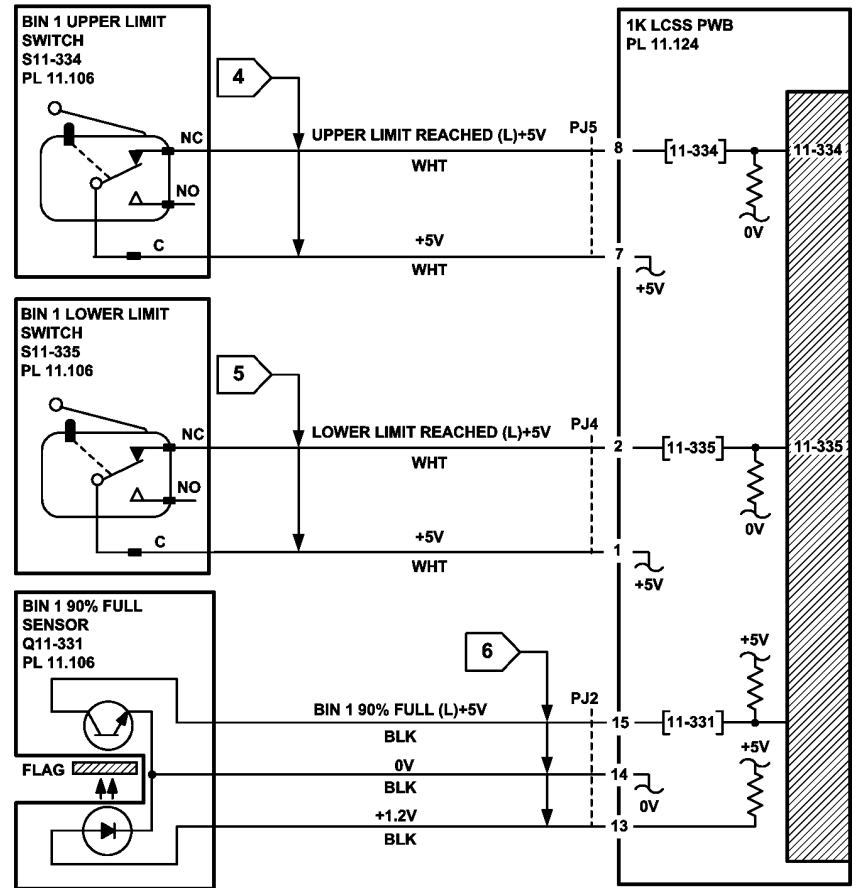 BIN 1 UPPER LIMIT
SWITCH
S11-334
PL 11.106
4
NC
NO
C
UPPER LIMIT REACHED (L)+5V
WHT
+5V
WHT
PJ5
8
7
1K LCSS PWB
PL 11.124
11-334
11-334
0V
+5V
BIN 1 LOWER LIMIT
SWITCH
S11-335
PL 11.106
5
NC
NO
C
LOWER LIMIT REACHED (L)+5V
WHT
+5V
WHT
PJ4
2
1
11-335
11-335
0V
+5V
BIN 1 90% FULL
SENSOR
Q11-331
PL 11.106
FLAG
6
BIN 1 90% FULL (L)+5V
BLK
0V
BLK
+1.2V
BLK
PJ2
15
14
13
11-331
+5V
+5V
0V